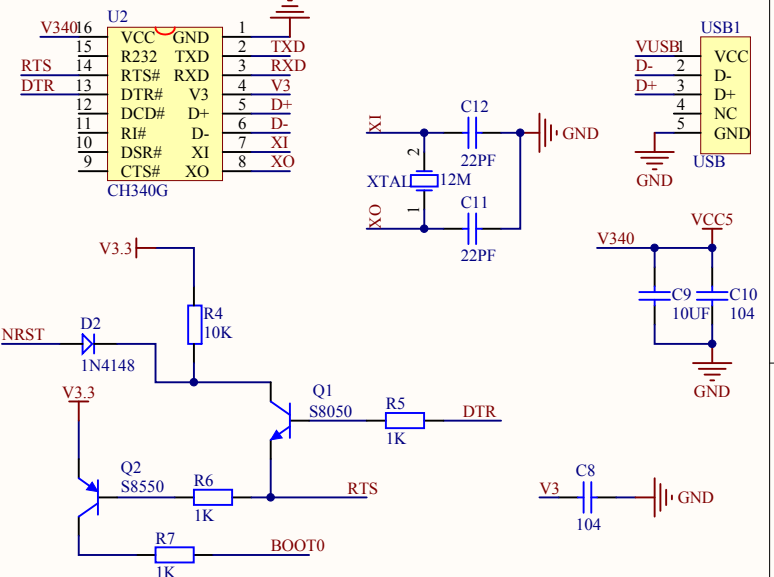 U2
V340 16 VCC GND 1
15 R232 TXD 2 TXD
RTS 14 RTS# RXD 3 RXD
DTR 13 DTR# V3 4 V3
12 DCD# D+ 5 D+
11 RI# D- 6 D-
10 DSR# XI 7 XI
9 CTS# XO 8 XO
CH340G
XI
C12
22PF
GND
2
XTAL 12M
1
XO
C11
22PF
USB1
VUSB 1 VCC
D- 2 D-
D+ 3 D+
4 NC
5 GND
USB
GND
V3.3
R4
10K
NRST
D2
1N4148
V340
VCC5
C9
10UF
C10
104
GND
V3.3
Q1
S8050
R5
1K
DTR
Q2
S8550
R6
1K
RTS
R7
1K
BOOT0
V3
C8
104
GND